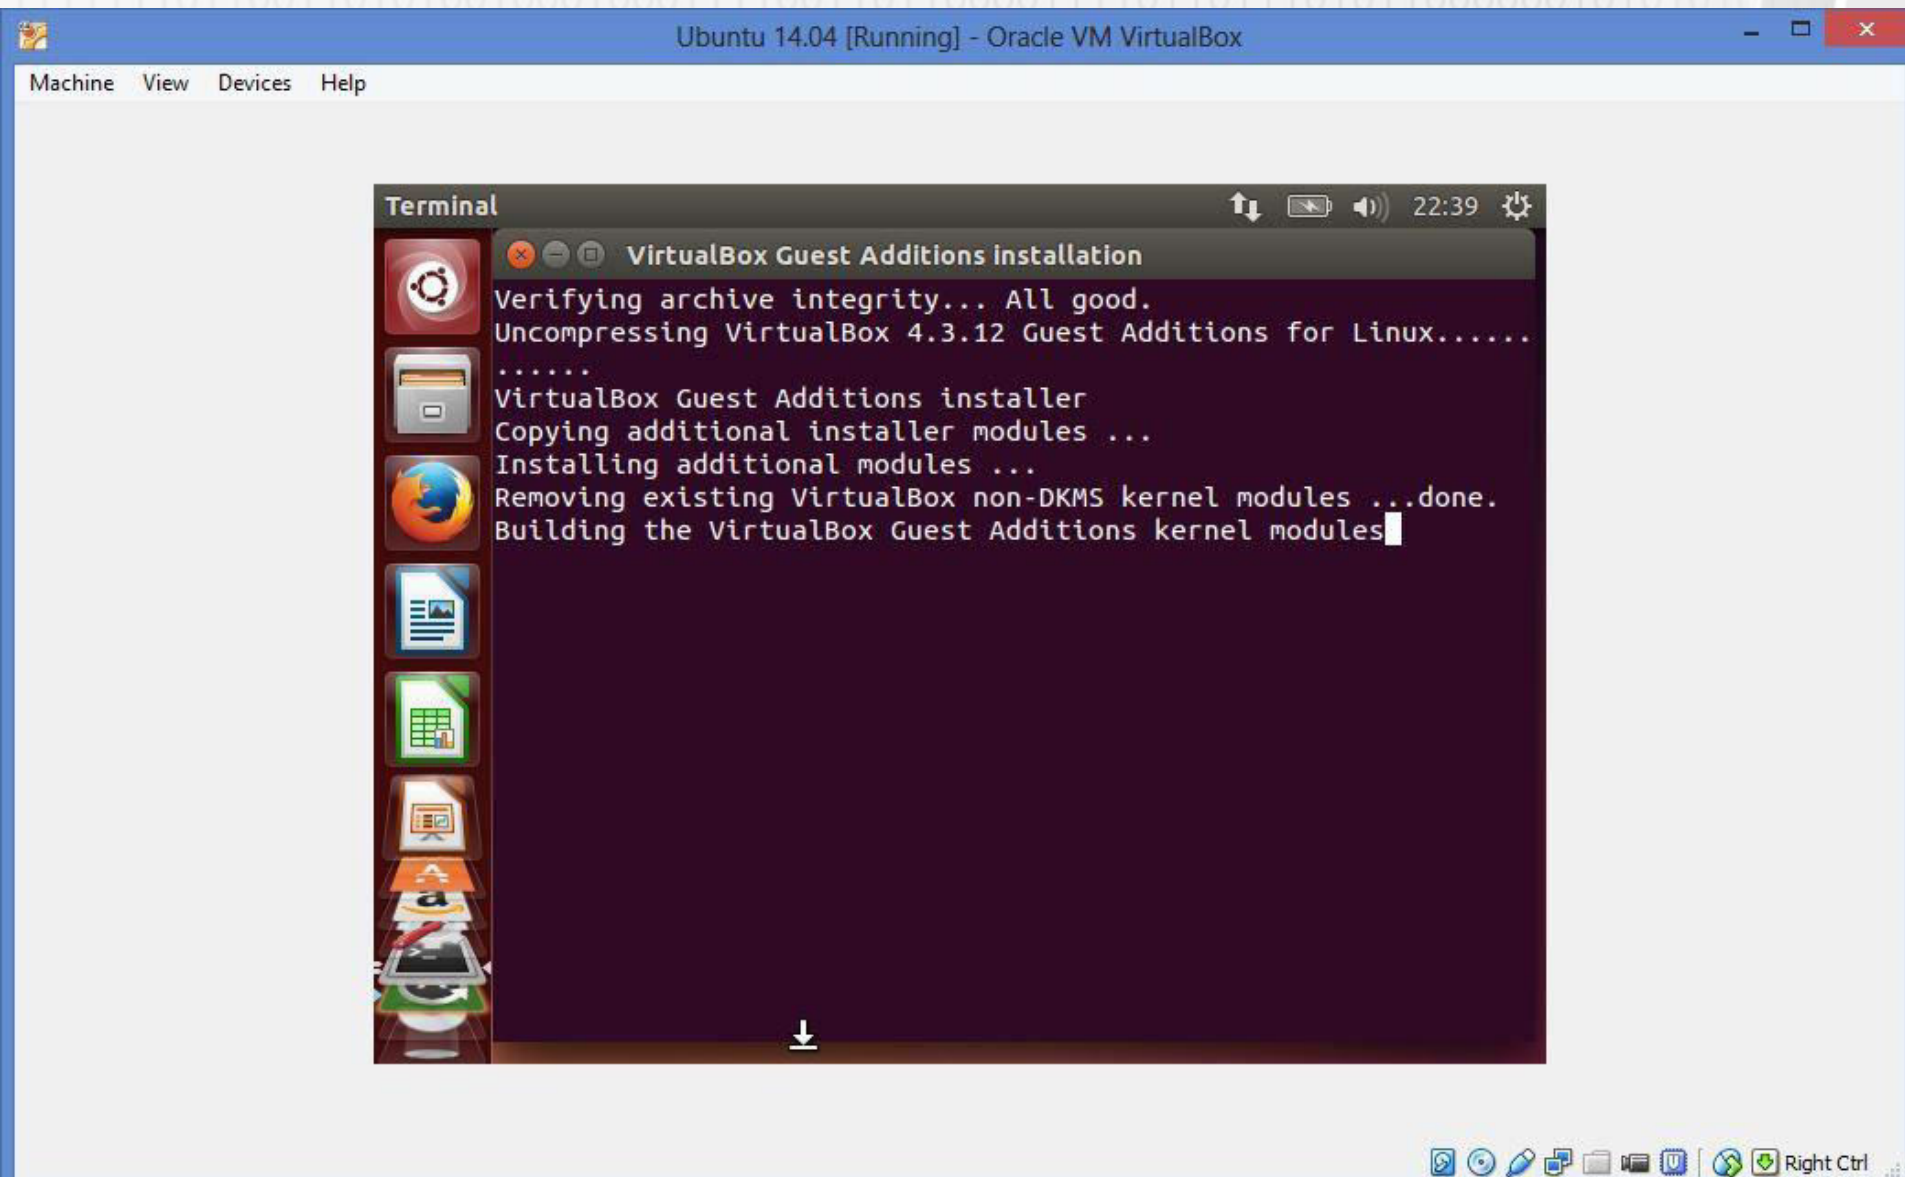 Ubuntu 14.04 [Running] - Oracle VM VirtualBox
Machine View Devices Help
Terminal 22:39
VirtualBox Guest Additions installation
Verifying archive integrity... All good.
Uncompressing VirtualBox 4.3.12 Guest Additions for Linux......
......
VirtualBox Guest Additions installer
Copying additional installer modules ...
Installing additional modules ...
Removing existing VirtualBox non-DKMS kernel modules ...done.
Building the VirtualBox Guest Additions kernel modules
Right Ctrl